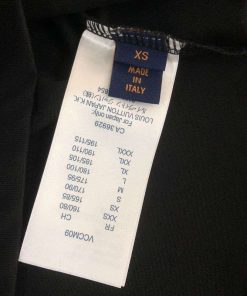 XS
MADE
IN
ITALY
VCCM09
FR CH
XXS 160/80
XS 165/85
S 170/90
M 175/95
L 180/100
XL 185/105
XXL 190/110
XXXL 195/115
CA 36929
For Japan only:
LOUIS VUITTON JAPAN K.K.